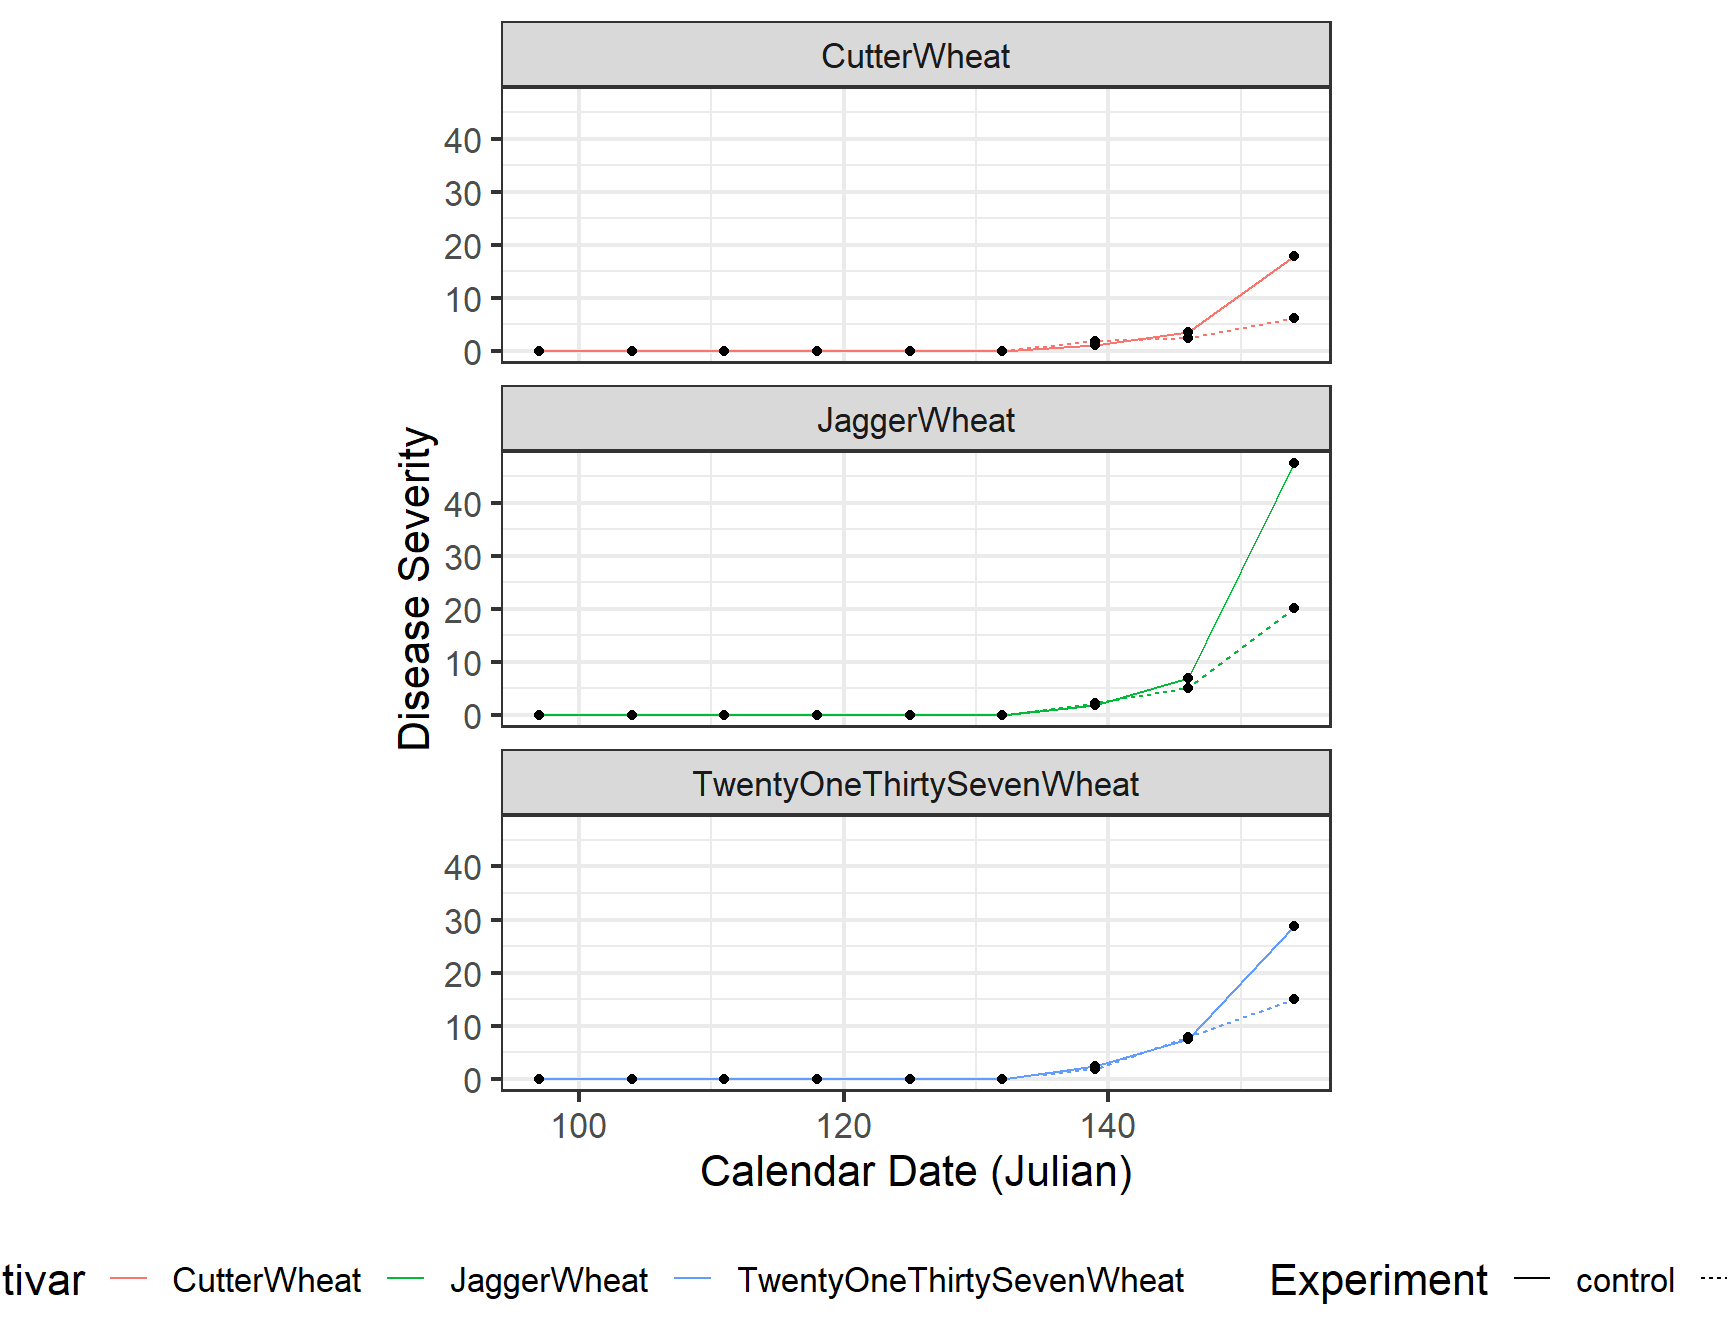 CutterWheat
40
30
20
10
0
JaggerWheat
40
30
20
10
0
TwentyOneThirtySevenWheat
40
30
20
10
0
100 120 140
Disease Severity
Calendar Date (Julian)
tivar CutterWheat JaggerWheat TwentyOneThirtySevenWheat Experiment control